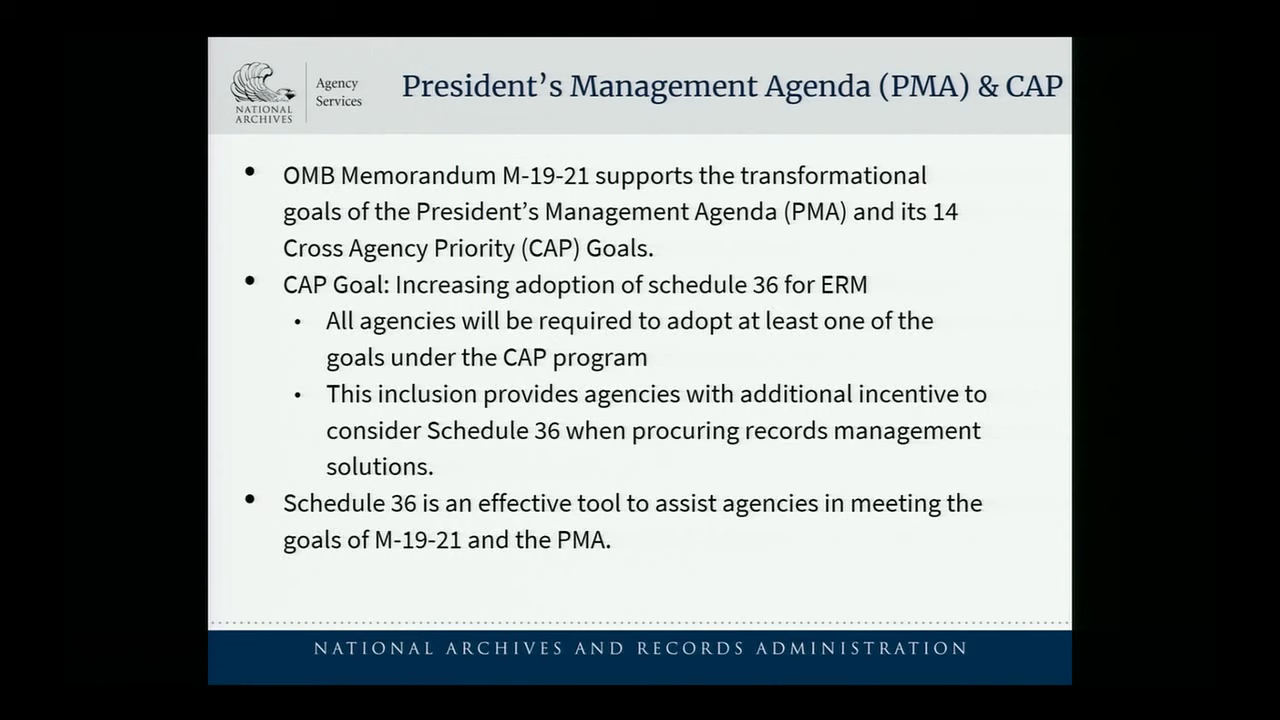 NATIONAL
ARCHIVES
Agency
Services
President’s Management Agenda (PMA) & CAP
• OMB Memorandum M-19-21 supports the transformational
goals of the President’s Management Agenda (PMA) and its 14
Cross Agency Priority (CAP) Goals.
• CAP Goal: Increasing adoption of schedule 36 for ERM
• All agencies will be required to adopt at least one of the
goals under the CAP program
• This inclusion provides agencies with additional incentive to
consider Schedule 36 when procuring records management
solutions.
• Schedule 36 is an effective tool to assist agencies in meeting the
goals of M-19-21 and the PMA.
NATIONAL ARCHIVES AND RECORDS ADMINISTRATION